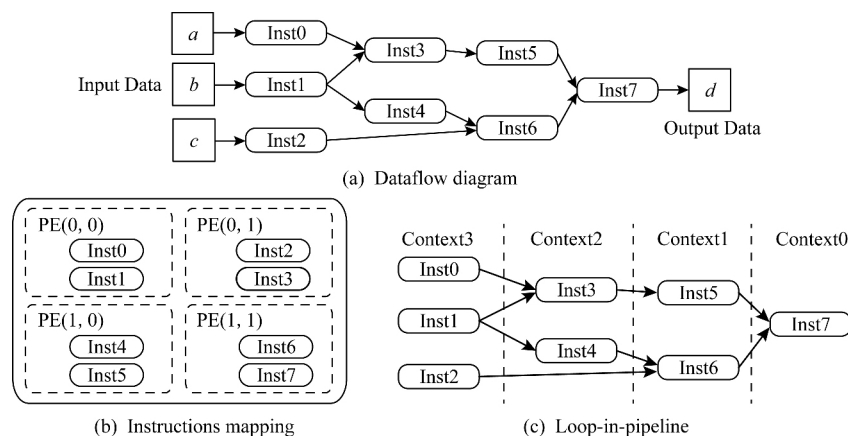 a
Inst0
Inst3
Inst5
Input Data
b
Inst1
Inst7
d
Inst4
Inst6
Output Data
c
Inst2
(a) Dataflow diagram
PE(0, 0)
Inst0
Inst1
PE(0, 1)
Inst2
Inst3
PE(1, 0)
Inst4
Inst5
PE(1, 1)
Inst6
Inst7
(b) Instructions mapping
Context3
Context2
Context1
Context0
Inst0
Inst3
Inst5
Inst1
Inst7
Inst4
Inst6
Inst2
(c) Loop-in-pipeline